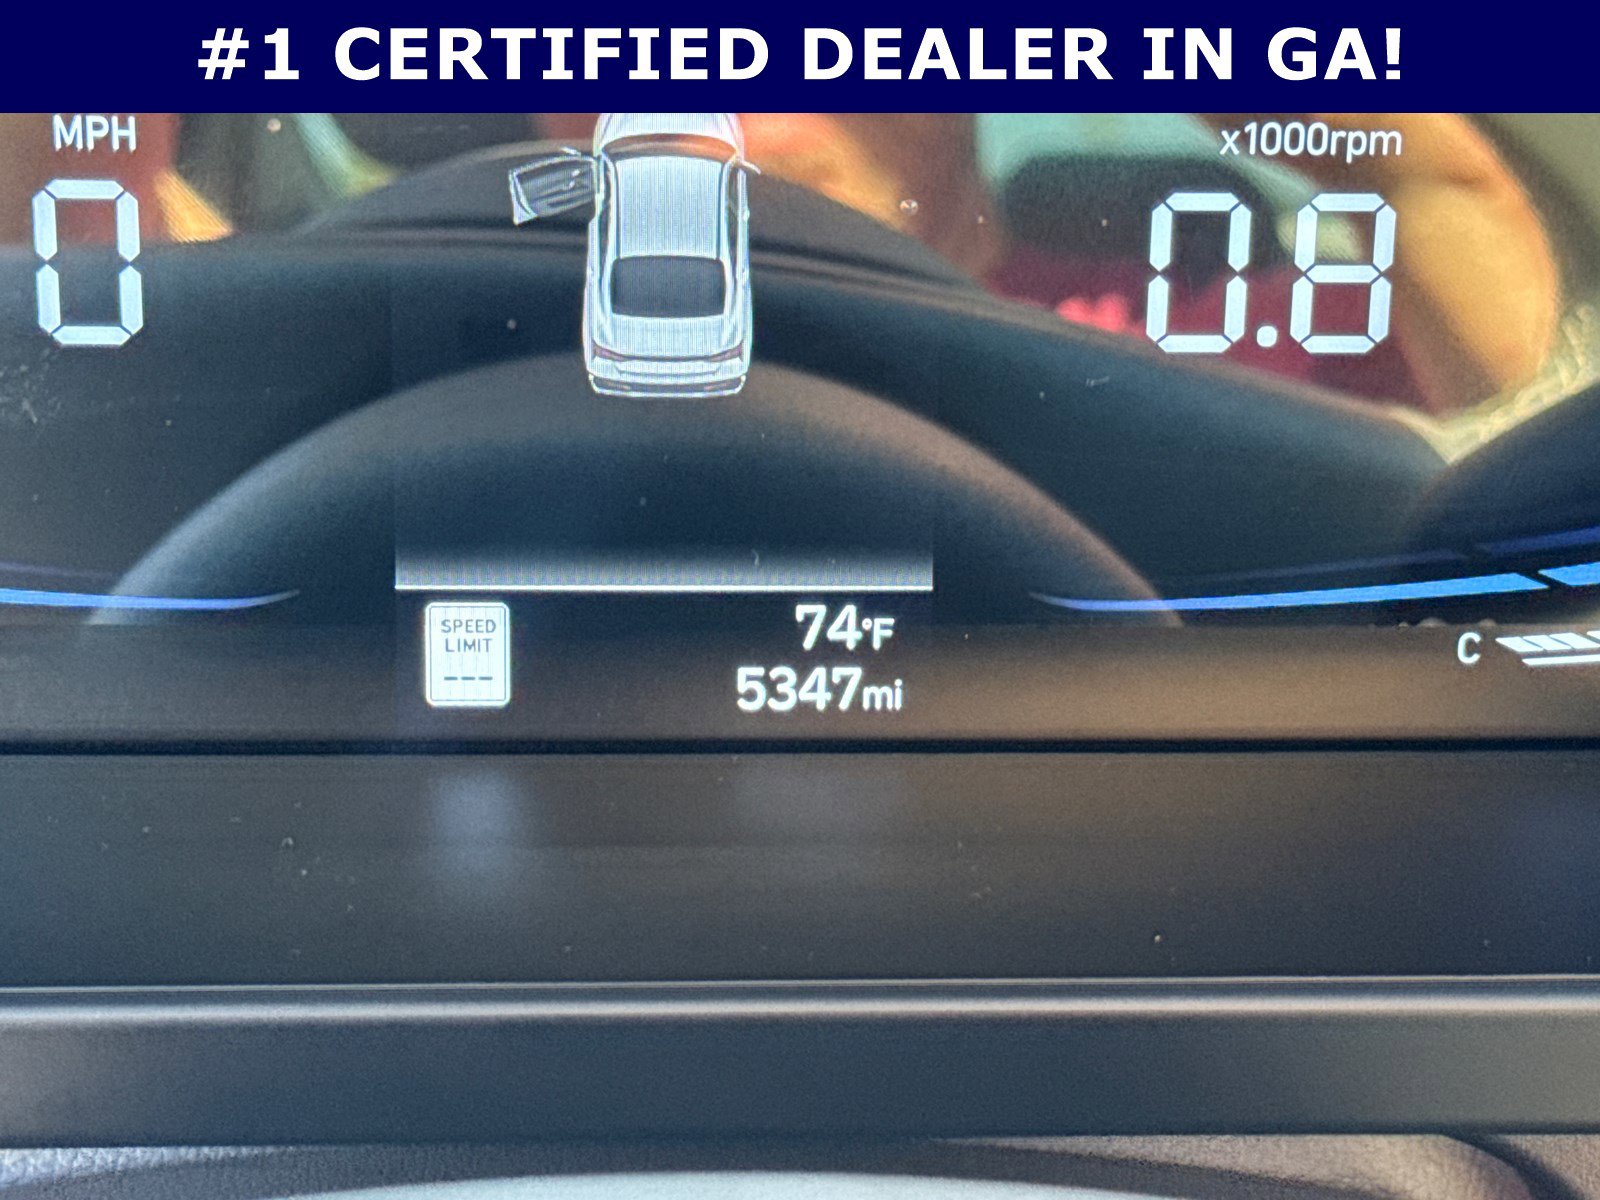 #1 CERTIFIED DEALER IN GA!
MPH
0
x1000rpm
0.8
SPEED
LIMIT
---
74°F
5347mi
C